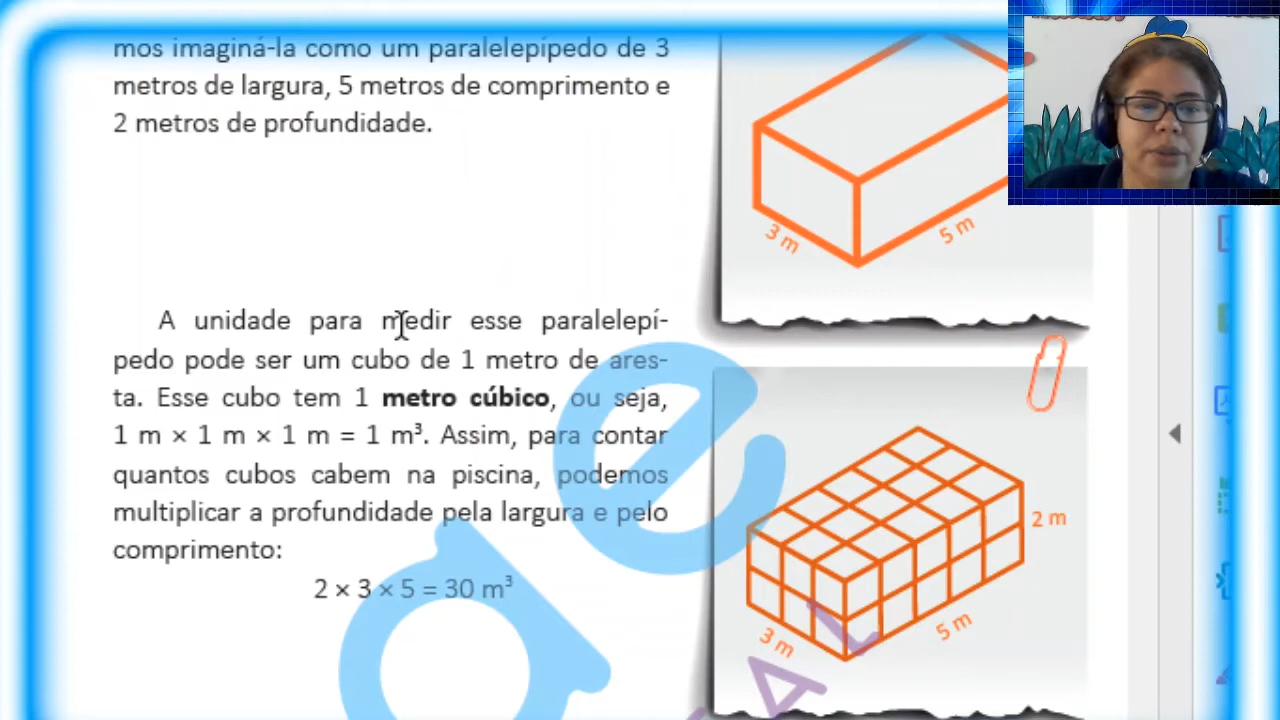 mos imaginá-la como um paralelepípedo de 3
metros de largura, 5 metros de comprimento e
2 metros de profundidade.
3 m
5 m
A unidade para medir esse paralelepí-
pedo pode ser um cubo de 1 metro de ares-
ta. Esse cubo tem 1 metro cúbico, ou seja,
1 m × 1 m × 1 m = 1 m³. Assim, para contar
quantos cubos cabem na piscina, podemos
multiplicar a profundidade pela largura e pelo
comprimento:
2 × 3 × 5 = 30 m³
2 m
3 m
5 m